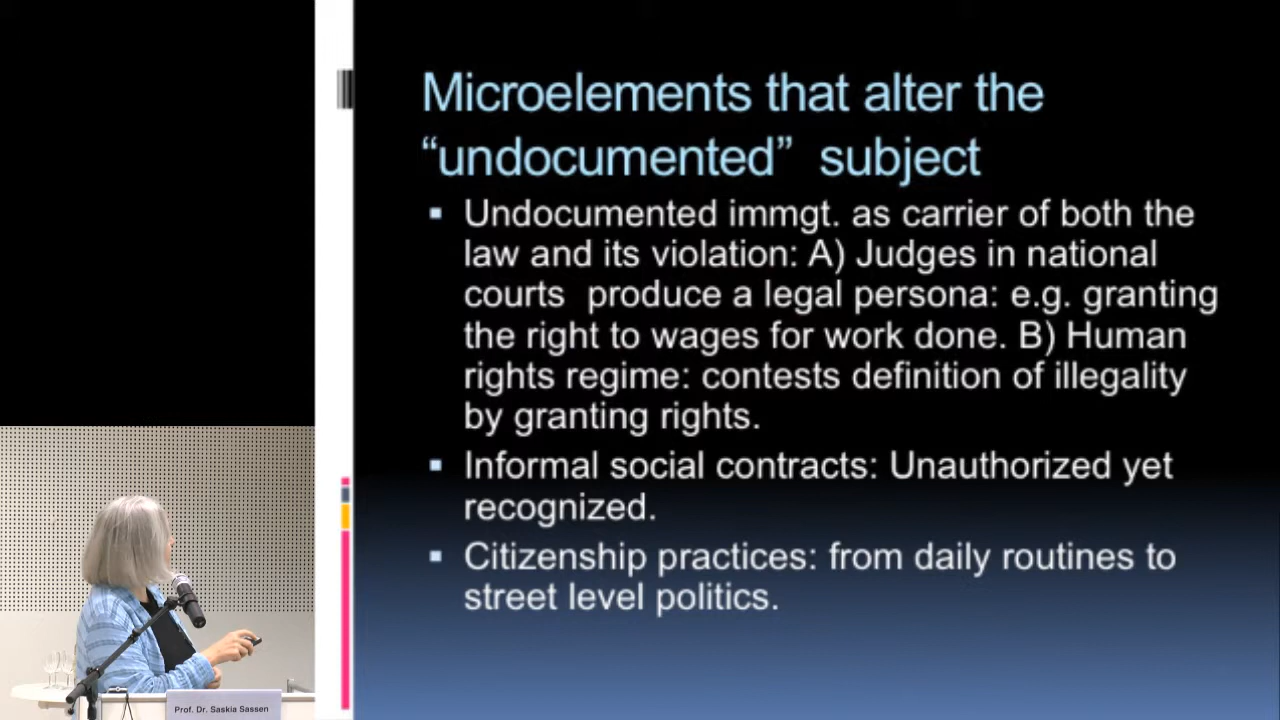 Microelements that alter the
“undocumented”  subject
Undocumented immgt. as carrier of both the
law and its violation: A) Judges in national
courts  produce a legal persona: e.g. granting
the right to wages for work done. B) Human
rights regime: contests definition of illegality
by granting rights.
Informal social contracts: Unauthorized yet
recognized.
Citizenship practices: from daily routines to
street level politics.
Prof. Dr. Saskia Sassen